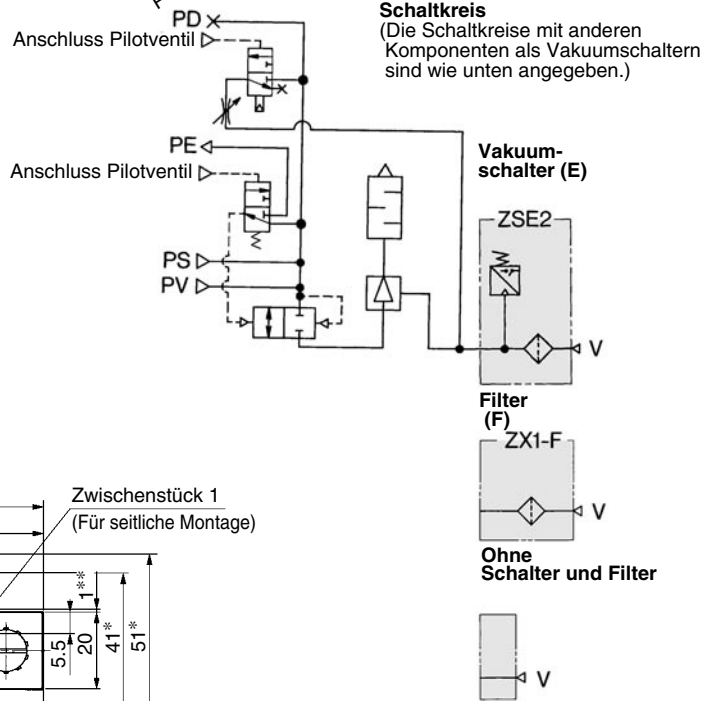 Schaltkreis
(Die Schaltkreise mit anderen
Komponenten als Vakuumschaltern
sind wie unten angegeben.)
PD
Anschluss Pilotventil
PE
Anschluss Pilotventil
PS
PV
Vakuum-
schalter (E)
ZSE2
V
Filter
(F)
ZX1-F
V
Ohne
Schalter und Filter
V
Zwischenstück 1
(Für seitliche Montage)
1**
5.5
20
41*
51*